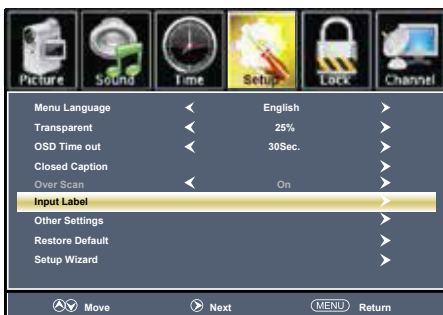 Picture Sound Time Setup Lock Channel
Menu Language English
Transparent 25%
OSD Time out 30Sec.
Closed Caption
Over Scan On
Input Label
Other Settings
Restore Default
Setup Wizard
Move Next MENU Return